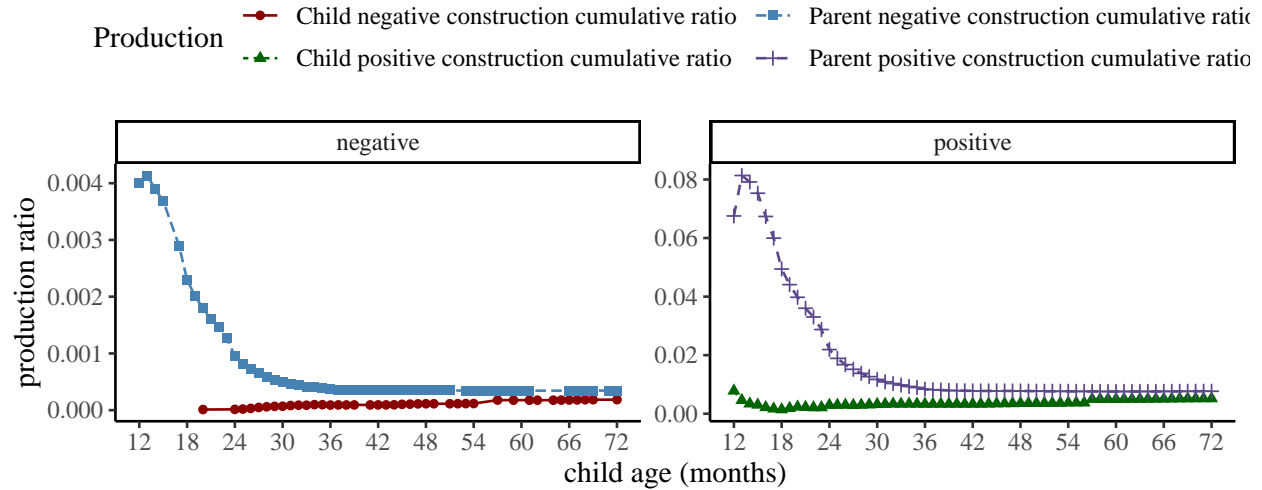 Production
Child negative construction cumulative ratio
Parent negative construction cumulative ratio
Child positive construction cumulative ratio
Parent positive construction cumulative ratio
negative
positive
production ratio
0.004
0.003
0.002
0.001
0.000
0.08
0.06
0.04
0.02
0.00
12 18 24 30 36 42 48 54 60 66 72
12 18 24 30 36 42 48 54 60 66 72
child age (months)